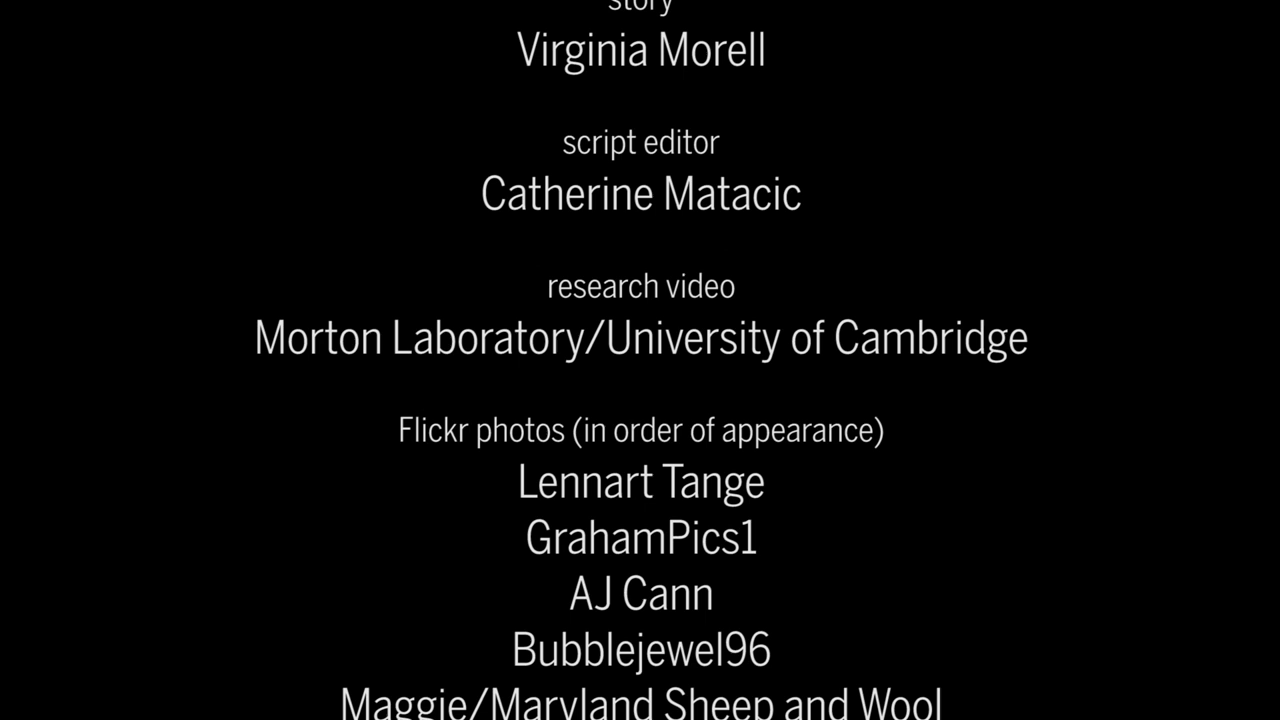 story
Virginia Morell
script editor
Catherine Matacic
research video
Morton Laboratory/University of Cambridge
Flickr photos (in order of appearance)
Lennart Tange
GrahamPics1
AJ Cann
Bubblejewel96
Maggie/Maryland Sheep and Wool